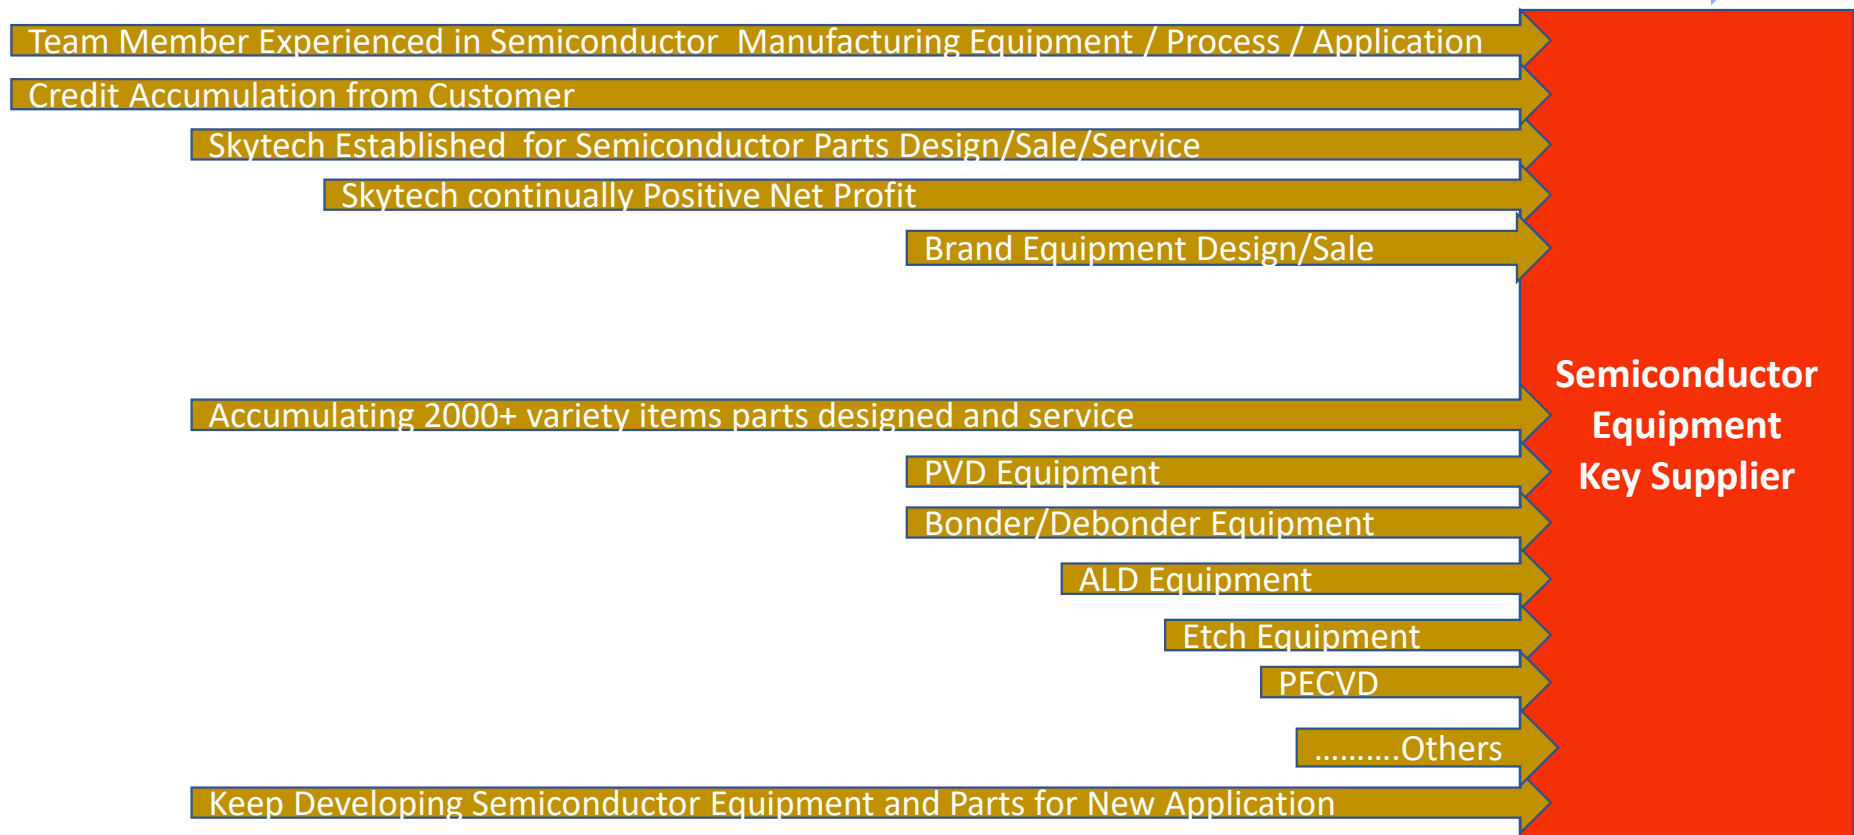 Team Member Experienced in Semiconductor  Manufacturing Equipment / Process / Application
Credit Accumulation from Customer
Skytech Established  for Semiconductor Parts Design/Sale/Service
Skytech continually Positive Net Profit
Brand Equipment Design/Sale
Semiconductor
Equipment
Key Supplier
Accumulating 2000+ variety items parts designed and service
PVD Equipment
Bonder/Debonder Equipment
ALD Equipment
Etch Equipment
PECVD
……….Others
Keep Developing Semiconductor Equipment and Parts for New Application